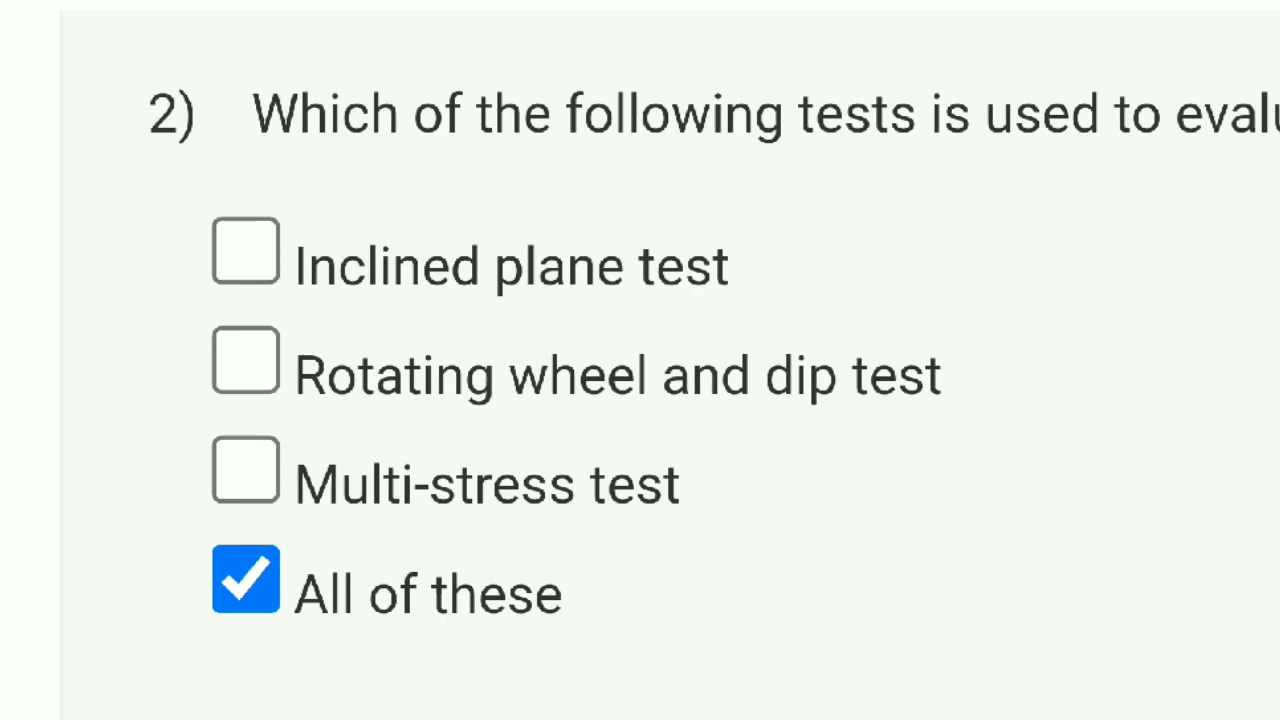 2) Which of the following tests is used to
Inclined plane test
Rotating wheel and dip test
Multi-stress test
All of these